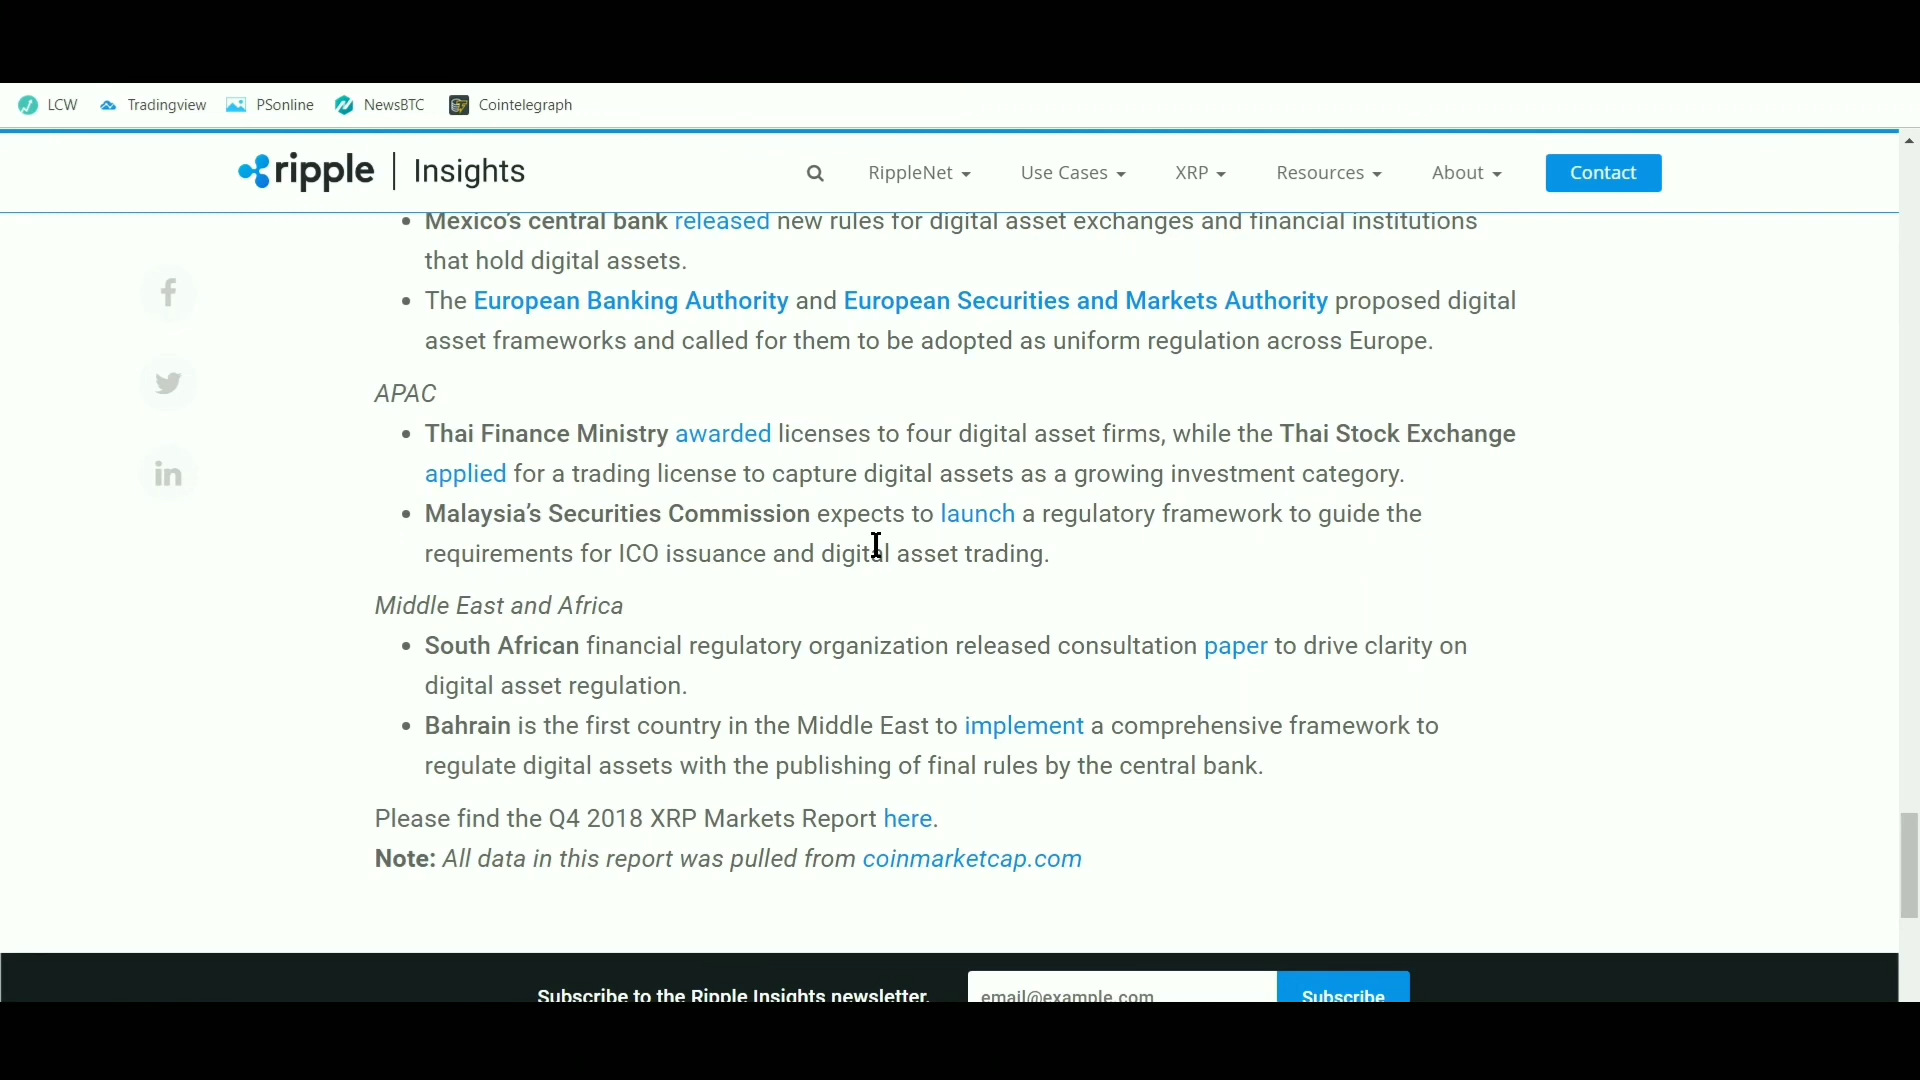 LCW Tradingview PSonline NewsBTC Cointelegraph
ripple | Insights RippleNet Use Cases XRP Resources About Contact
• Mexico's central bank released new rules for digital asset exchanges and financial institutions
that hold digital assets.
• The European Banking Authority and European Securities and Markets Authority proposed digital
asset frameworks and called for them to be adopted as uniform regulation across Europe.
APAC
• Thai Finance Ministry awarded licenses to four digital asset firms, while the Thai Stock Exchange
applied for a trading license to capture digital assets as a growing investment category.
• Malaysia’s Securities Commission expects to launch a regulatory framework to guide the
requirements for ICO issuance and digital asset trading.
Middle East and Africa
• South African financial regulatory organization released consultation paper to drive clarity on
digital asset regulation.
• Bahrain is the first country in the Middle East to implement a comprehensive framework to
regulate digital assets with the publishing of final rules by the central bank.
Please find the Q4 2018 XRP Markets Report here.
Note: All data in this report was pulled from coinmarketcap.com
Subscribe to the Ripple Insights newsletter. email@example.com Subscribe